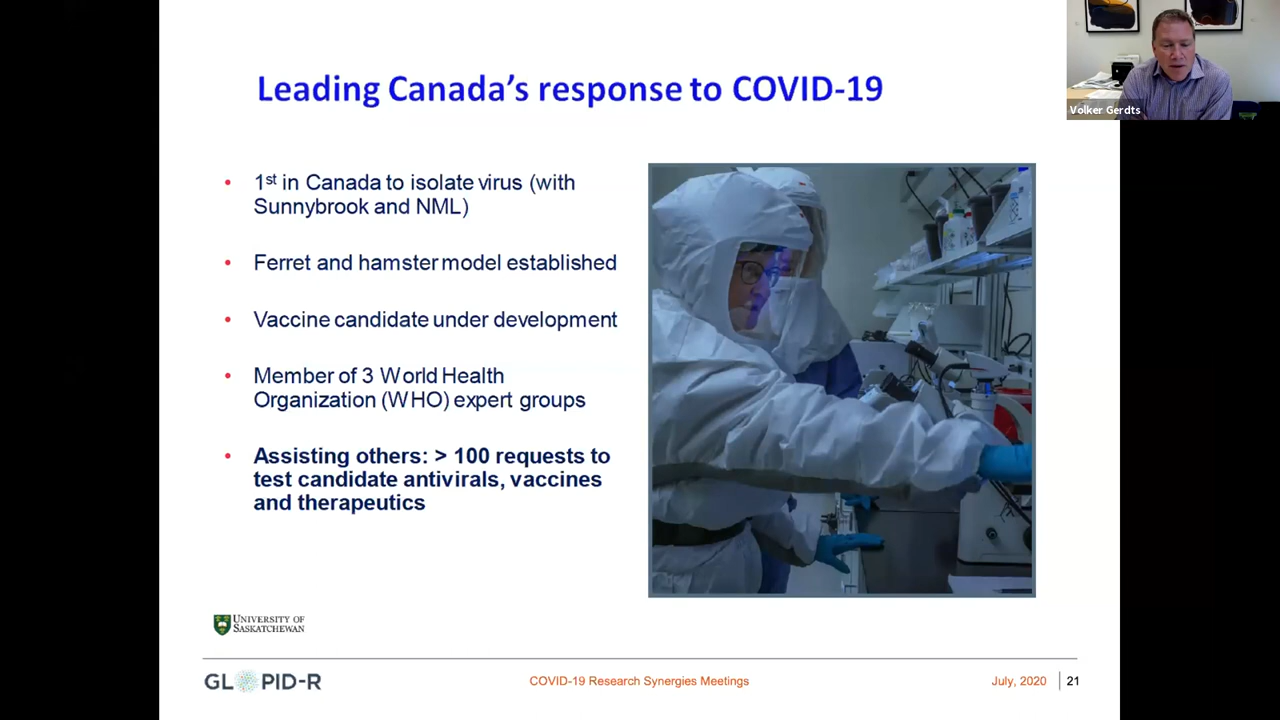 Leading Canada's response to COVID-19
Volker Gerdts
• 1st in Canada to isolate virus (with
Sunnybrook and NML)
• Ferret and hamster model established
• Vaccine candidate under development
• Member of 3 World Health
Organization (WHO) expert groups
• Assisting others: > 100 requests to
test candidate antivirals, vaccines
and therapeutics
UNIVERSITY OF
SASKATCHEWAN
GLOPID-R
COVID-19 Research Synergies Meetings
July, 2020
21